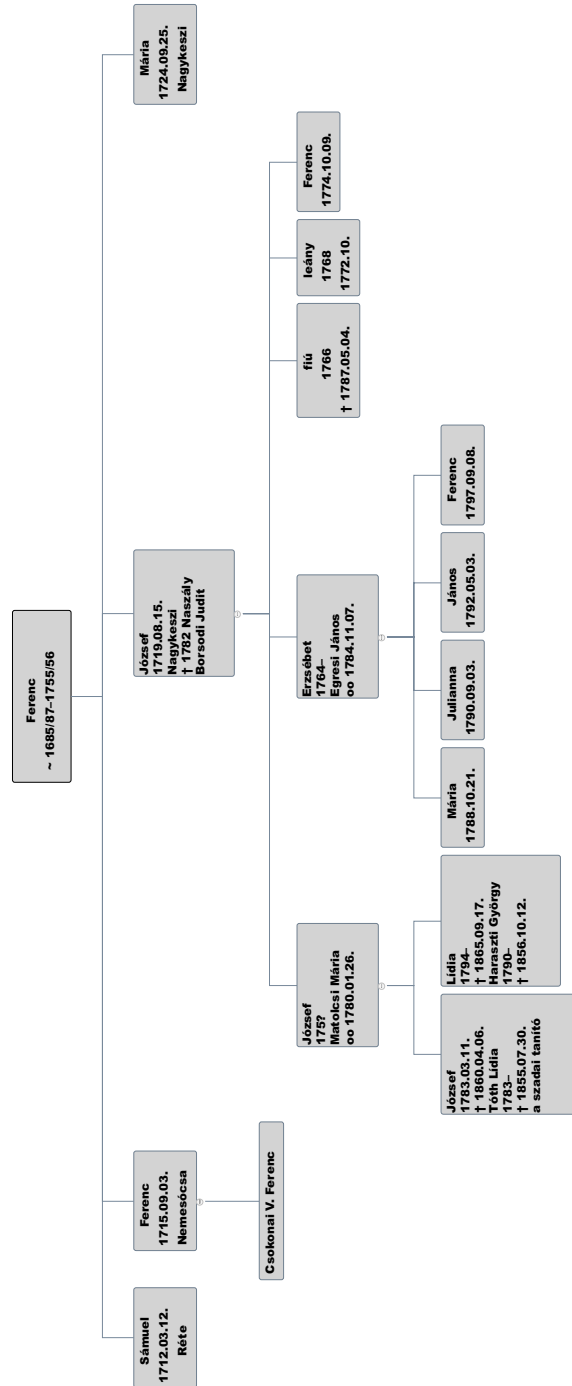 Ferenc
~ 1685/87–1755/56
Sámuel
1712.03.12.
Réte
Ferenc
1715.09.03.
Nemesócsa
József
1719.08.15.
Nagykeszi
† 1782 Naszály
Borsodi Judit
Mária
1724.09.25.
Nagykeszi
Csokonai V. Ferenc
József
175?
Matolcsi Mária
oo 1780.01.26.
Erzsébet
1764–
Egresi János
oo 1784.11.07.
fiú
1766
† 1787.05.04.
leány
1768
1772.10.
Ferenc
1774.10.09.
József
1783.03.11.
† 1860.04.06.
Tóth Lídia
1783–
† 1855.07.30.
a szadai tanító
Lídia
1794–
† 1865.09.17.
Haraszti György
1790–
† 1856.10.12.
Mária
1788.10.21.
Julianna
1790.09.03.
János
1792.05.03.
Ferenc
1797.09.08.